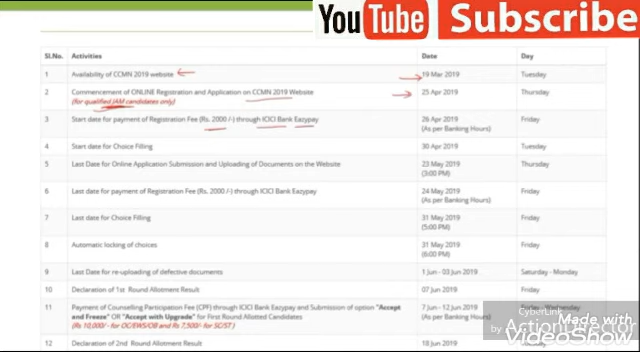 YouTube Subscribe
Sl.No. Activities Date Day
1 Availability of CCMN 2019 website 19 Mar 2019 Tuesday
2 Commencement of ONLINE Registration and Application on CCMN 2019 Website 25 Apr 2019 Thursday
(for qualified JAM candidates only)
3 Start date for payment of Registration Fee (Rs. 2000 /-) through ICICI Bank Eazypay 26 Apr 2019 Friday
(As per Banking Hours)
4 Start date for Choice Filling 30 Apr 2019 Tuesday
5 Last Date for Online Application Submission and Uploading of Documents on the Website 23 May 2019 Thursday
(3:00 PM)
6 Last date for payment of Registration Fee (Rs. 2000 /-) through ICICI Bank Eazypay 24 May 2019 Friday
(As per Banking Hours)
7 Last date for Choice Filling 31 May 2019 Friday
(5:00 PM)
8 Automatic locking of choices 31 May 2019 Friday
(6:00 PM)
9 Last Date for re-uploading of defective documents 1 Jun - 03 Jun 2019 Saturday - Monday
10 Declaration of 1st Round Allotment Result 07 Jun 2019 Friday
11 Payment of Counselling Participation Fee (CPF) through ICICI Bank Eazypay and Submission of option "Accept 7 Jun - 12 Jun 2019 Friday - Wednesday
and Freeze" OR "Accept with Upgrade" for First Round Allotted Candidates (As per Banking Hours)
(Rs 10,000/- for OC/EWS/OB and Rs 7,500/- for SC/ST)
12 Declaration of 2nd Round Allotment Result 18 Jun 2019
CyberLink
by ActionDirector
Made with
VideoShow